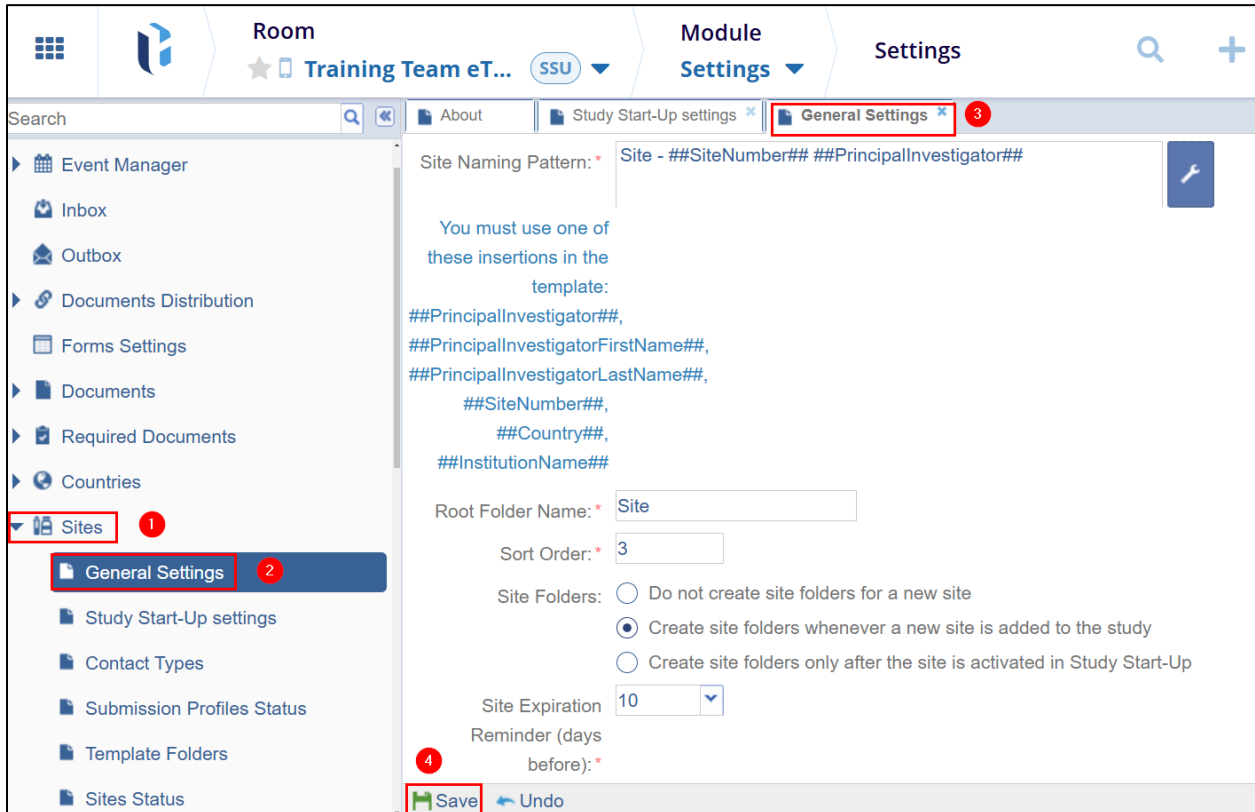 Room
Training Team eT... SSU
Module
Settings
Settings
Search
Event Manager
Inbox
Outbox
Documents Distribution
Forms Settings
Documents
Required Documents
Countries
Sites 1
General Settings 2
Study Start-Up settings
Contact Types
Submission Profiles Status
Template Folders
Sites Status
About
Study Start-Up settings
General Settings 3
Site Naming Pattern:* Site - ##SiteNumber## ##PrincipalInvestigator##
You must use one of
these insertions in the
template:
##PrincipalInvestigator##,
##PrincipalInvestigatorFirstName##,
##PrincipalInvestigatorLastName##,
##SiteNumber##,
##Country##,
##InstitutionName##
Root Folder Name:* Site
Sort Order:* 3
Site Folders: Do not create site folders for a new site
Create site folders whenever a new site is added to the study
Create site folders only after the site is activated in Study Start-Up
Site Expiration 10
Reminder (days
before):*
4
Save Undo